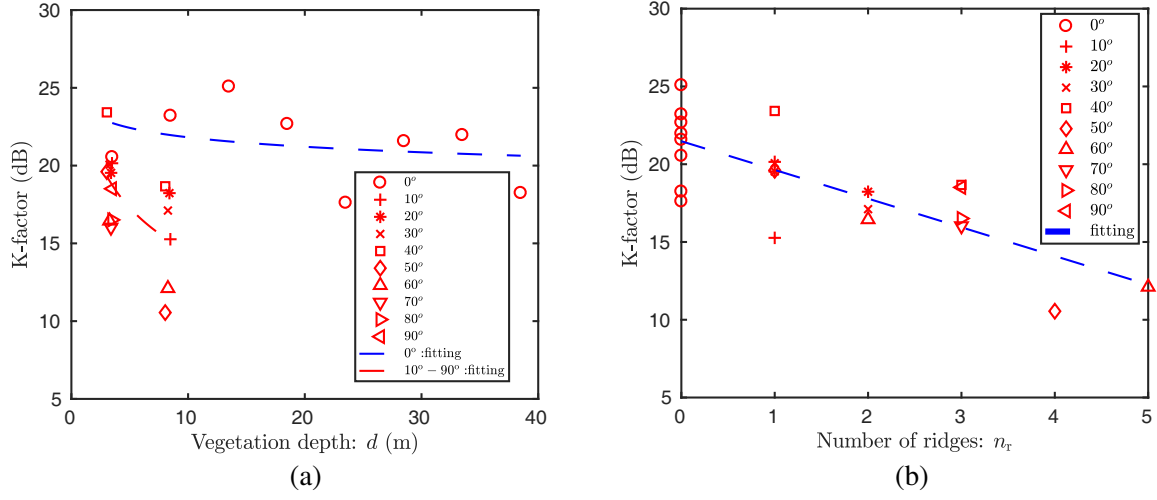 30
25
20
15
10
5
K-factor (dB)
0°
10°
20°
30°
40°
50°
60°
70°
80°
90°
0° :fitting
10° − 90° :fitting
0 10 20 30 40
Vegetation depth: d (m)
(a)
30
25
20
15
10
5
K-factor (dB)
0°
10°
20°
30°
40°
50°
60°
70°
80°
90°
fitting
0 1 2 3 4 5
Number of ridges: nᵣ
(b)